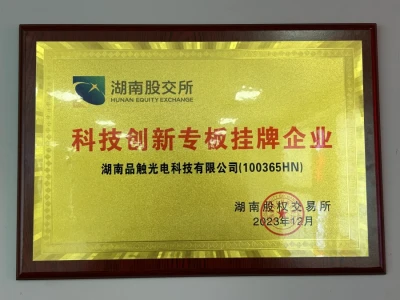 湖南股交所
HUNAN EQUITY EXCHANGE
科技创新专板挂牌企业
湖南品触光电科技有限公司(100365HN)
湖南股权交易所
2023年12月